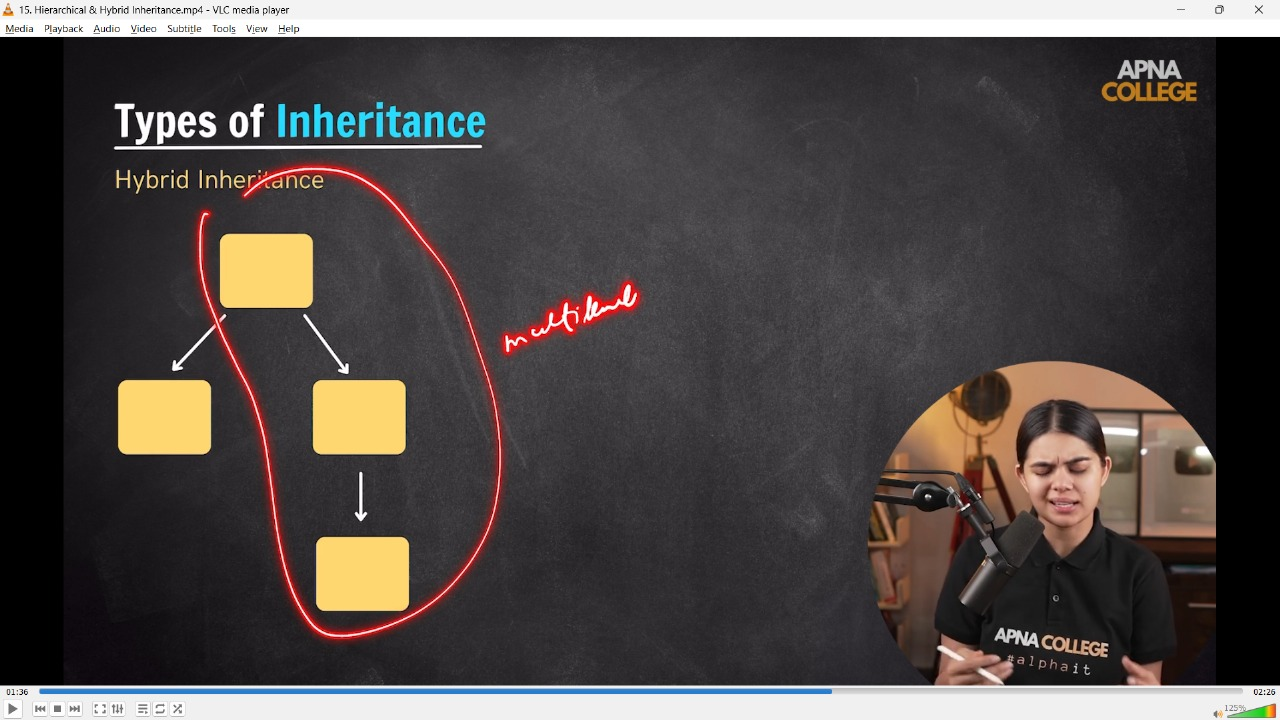 15. Hierarchical & Hybrid Inheritance.mp4 - VLC media player
Media Playback Audio Video Subtitle Tools View Help
APNA
COLLEGE
Types of Inheritance
Hybrid Inheritance
multilevel
APNA COLLEGE
#alphait
01:36
02:26
125%